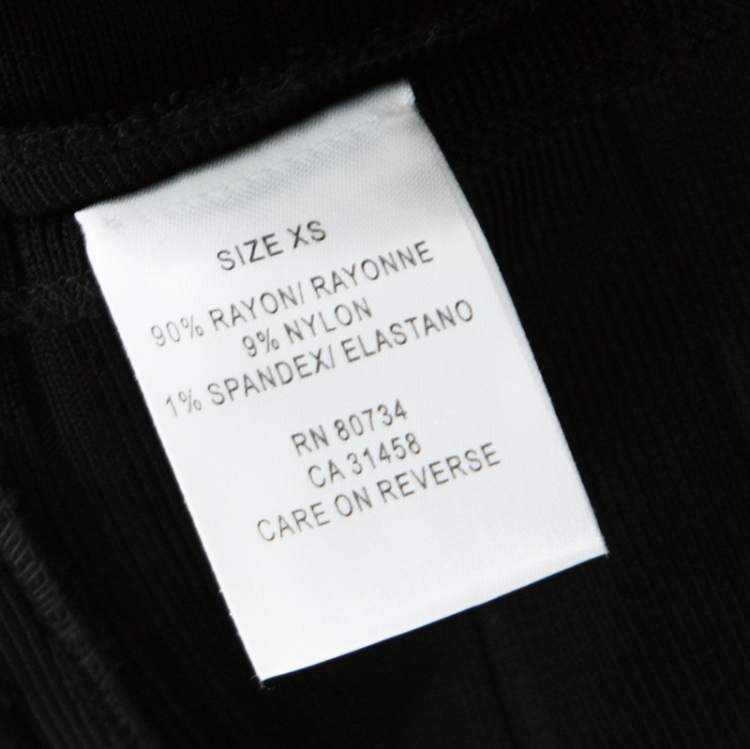 SIZE XS
90% RAYON/ RAYONNE
9% NYLON
1% SPANDEX/ ELASTANO
RN 80734
CA 31458
CARE ON REVERSE